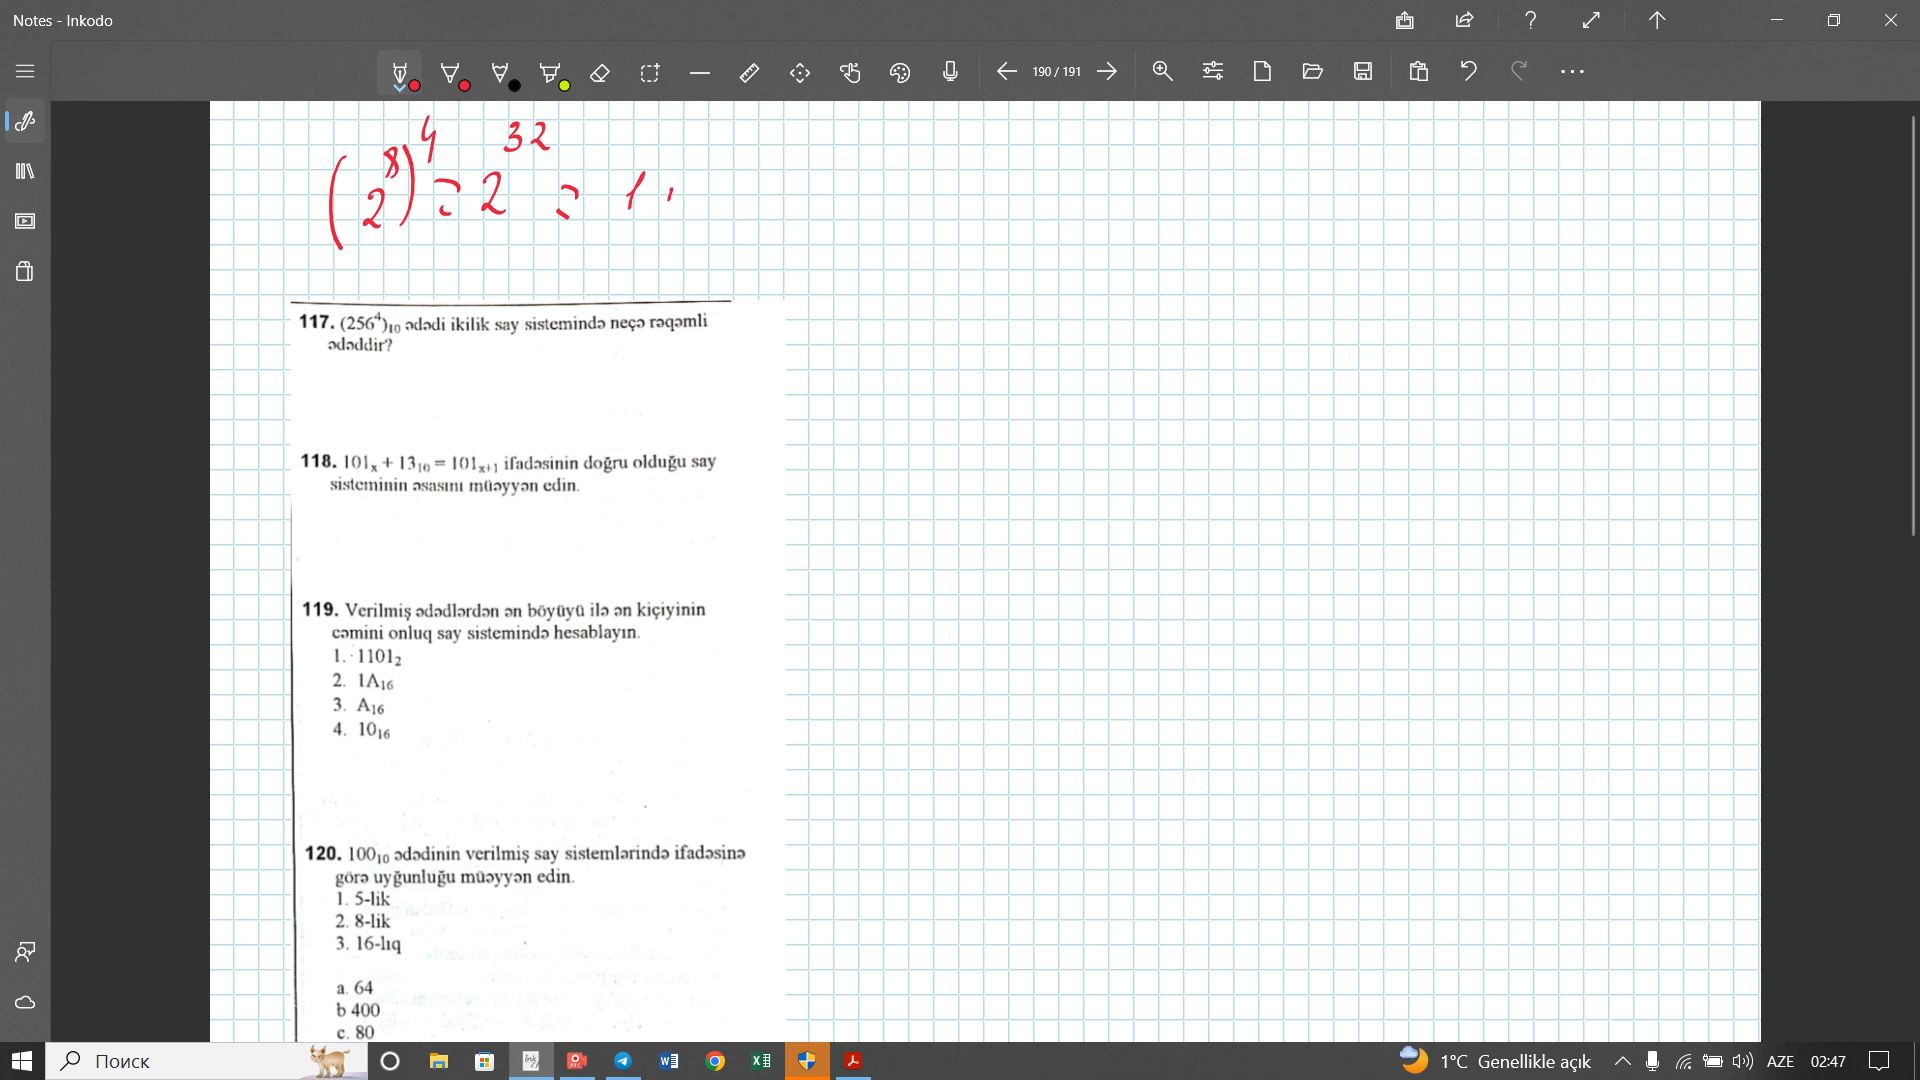 Notes - Inkodo
190 / 191
(2^8)^4 = 2^32 = 1
117. (256⁴)₁₀ ədədi ikilik say sistemində neçə rəqəmli
ədəddir?
118. 101ₓ + 13₁₀ = 101ₓ₊₁ ifadəsinin doğru olduğu say
sisteminin əsasını müəyyən edin.
119. Verilmiş ədədlərdən ən böyüyü ilə ən kiçiyinin
cəmini onluq say sistemində hesablayın.
1. 1101₂
2. 1A₁₆
3. A₁₆
4. 10₁₆
120. 100₁₀ ədədinin verilmiş say sistemlərində ifadəsinə
görə uyğunluğu müəyyən edin.
1. 5-lik
2. 8-lik
3. 16-lıq
a. 64
b 400
c. 80
Поиск
1°C Genellikle açık
AZE
02:47